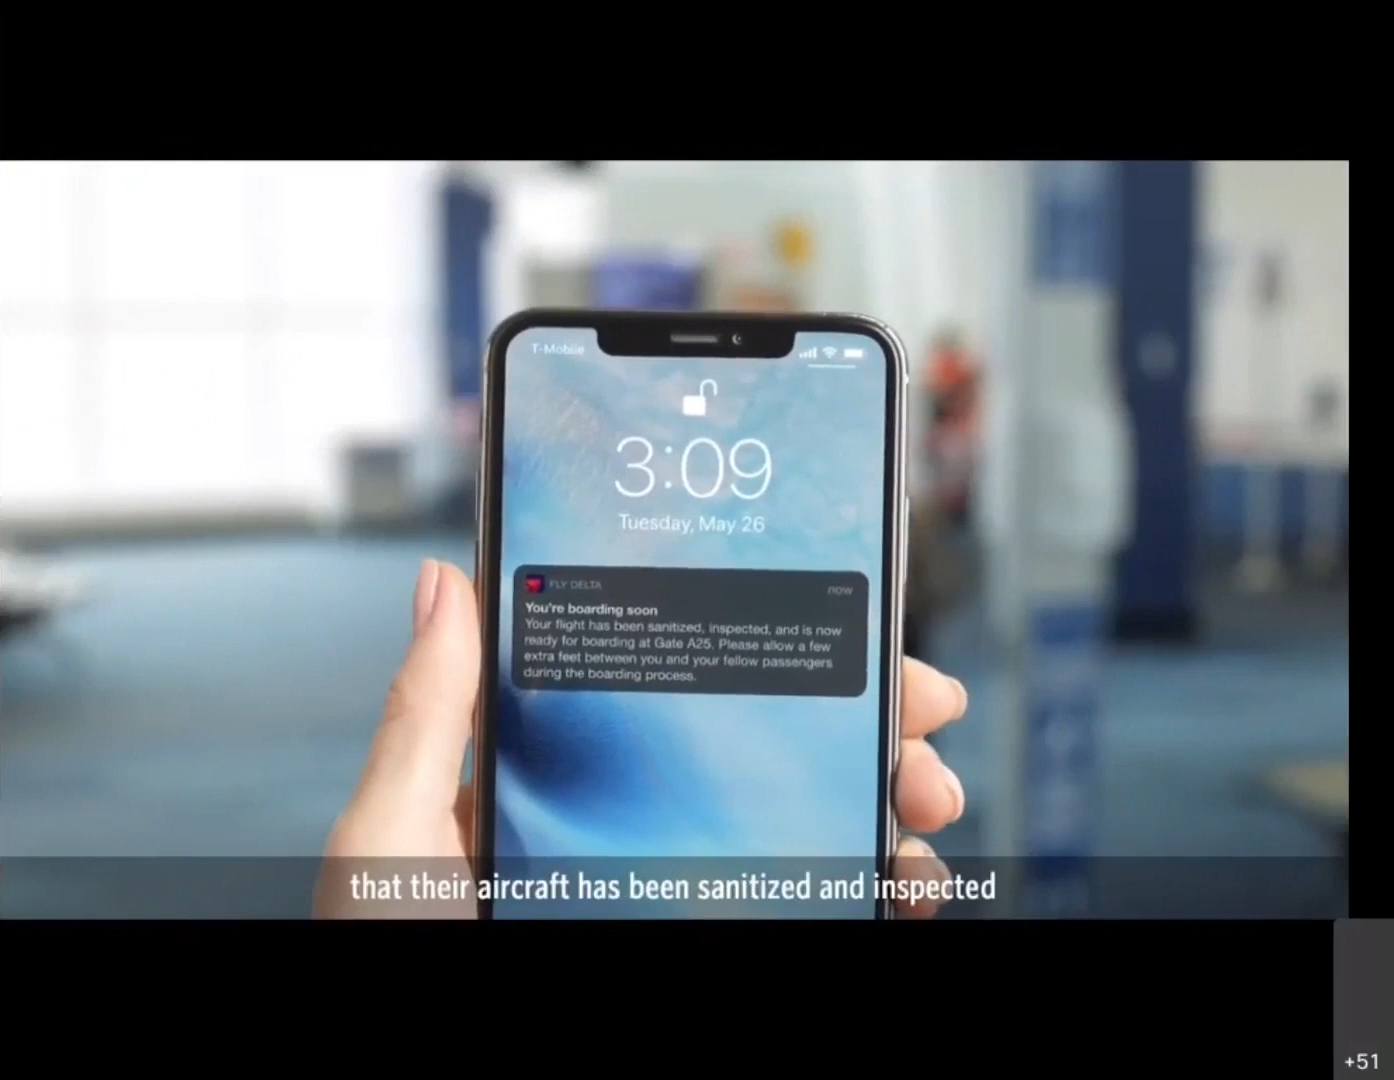 T-Mobile
3:09
Tuesday, May 26
FLY DELTA
now
You're boarding soon
Your flight has been sanitized, inspected, and is now
ready for boarding at Gate A25. Please allow a few
extra feet between you and your fellow passengers
during the boarding process.
that their aircraft has been sanitized and inspected
+51